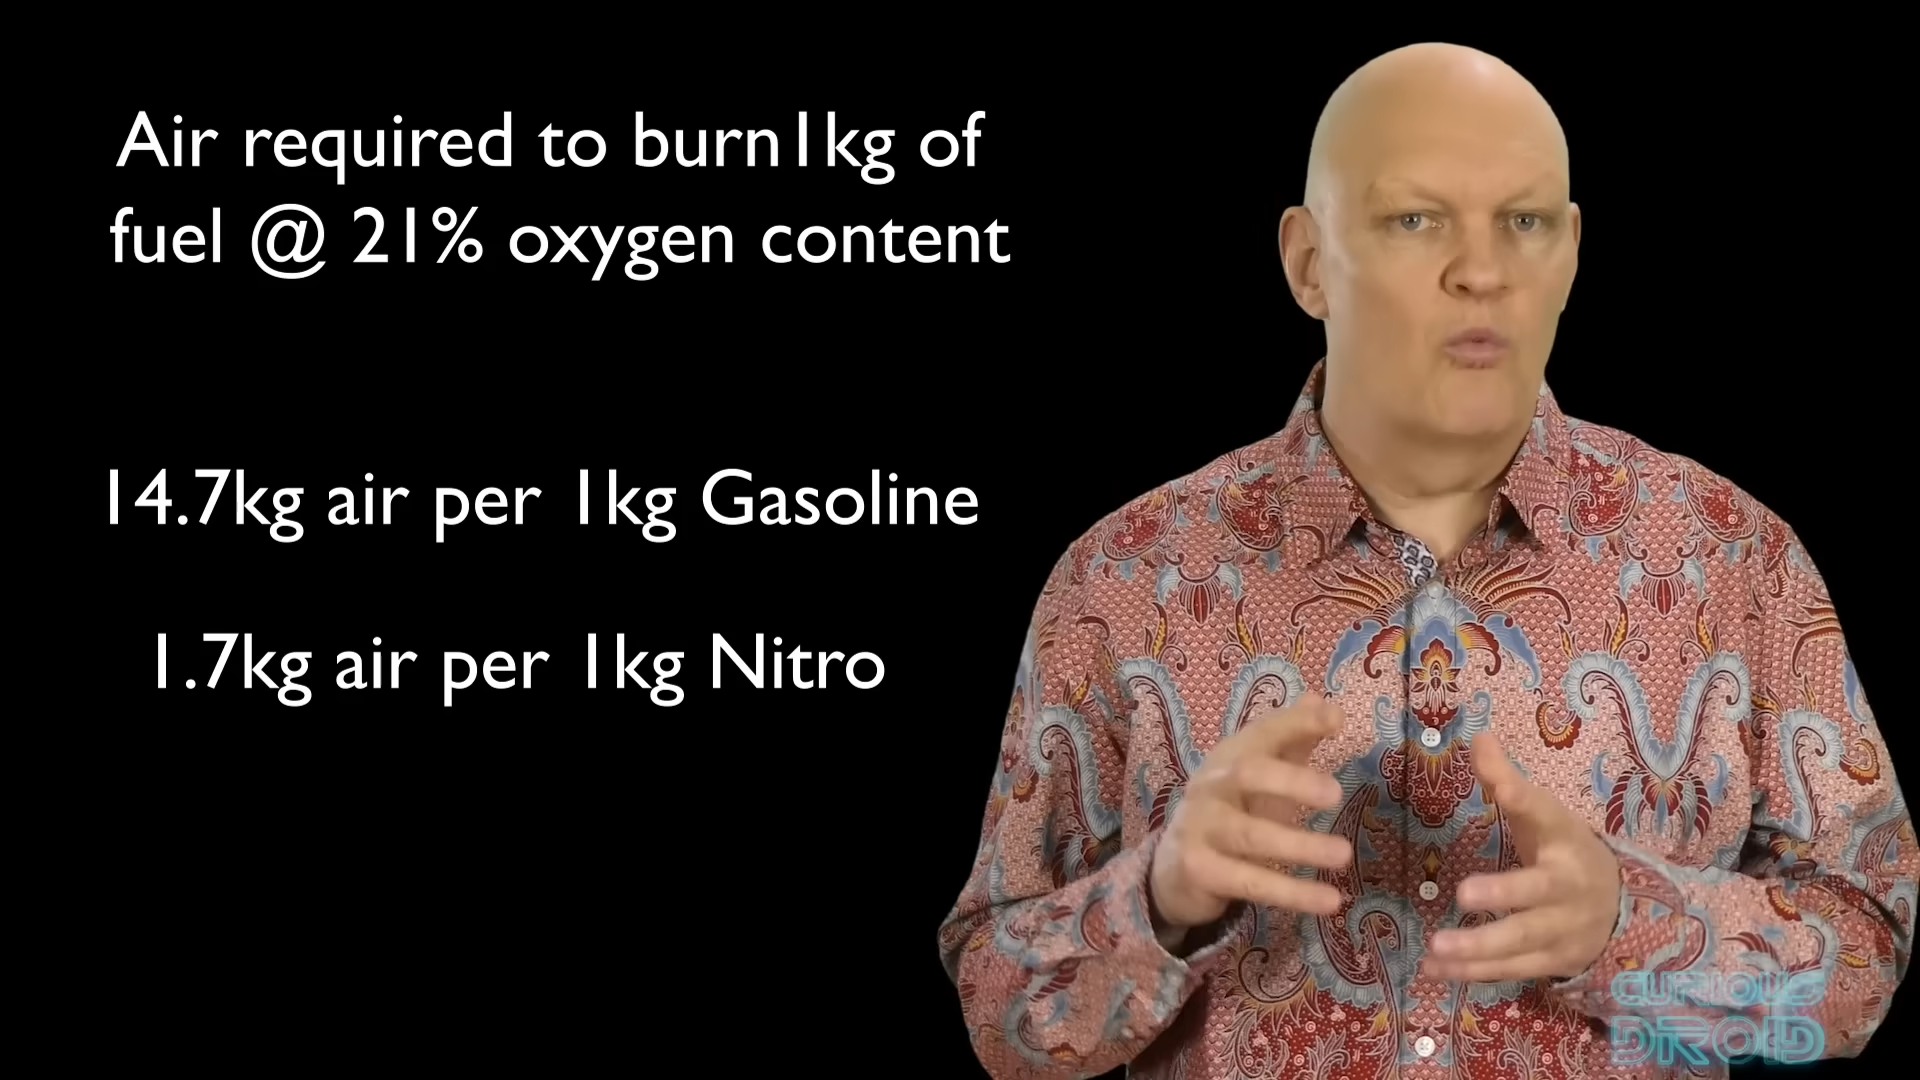 Air required to burn1kg of
fuel @ 21% oxygen content
14.7kg air per 1kg Gasoline
1.7kg air per 1kg Nitro
CURIOUS
DROID